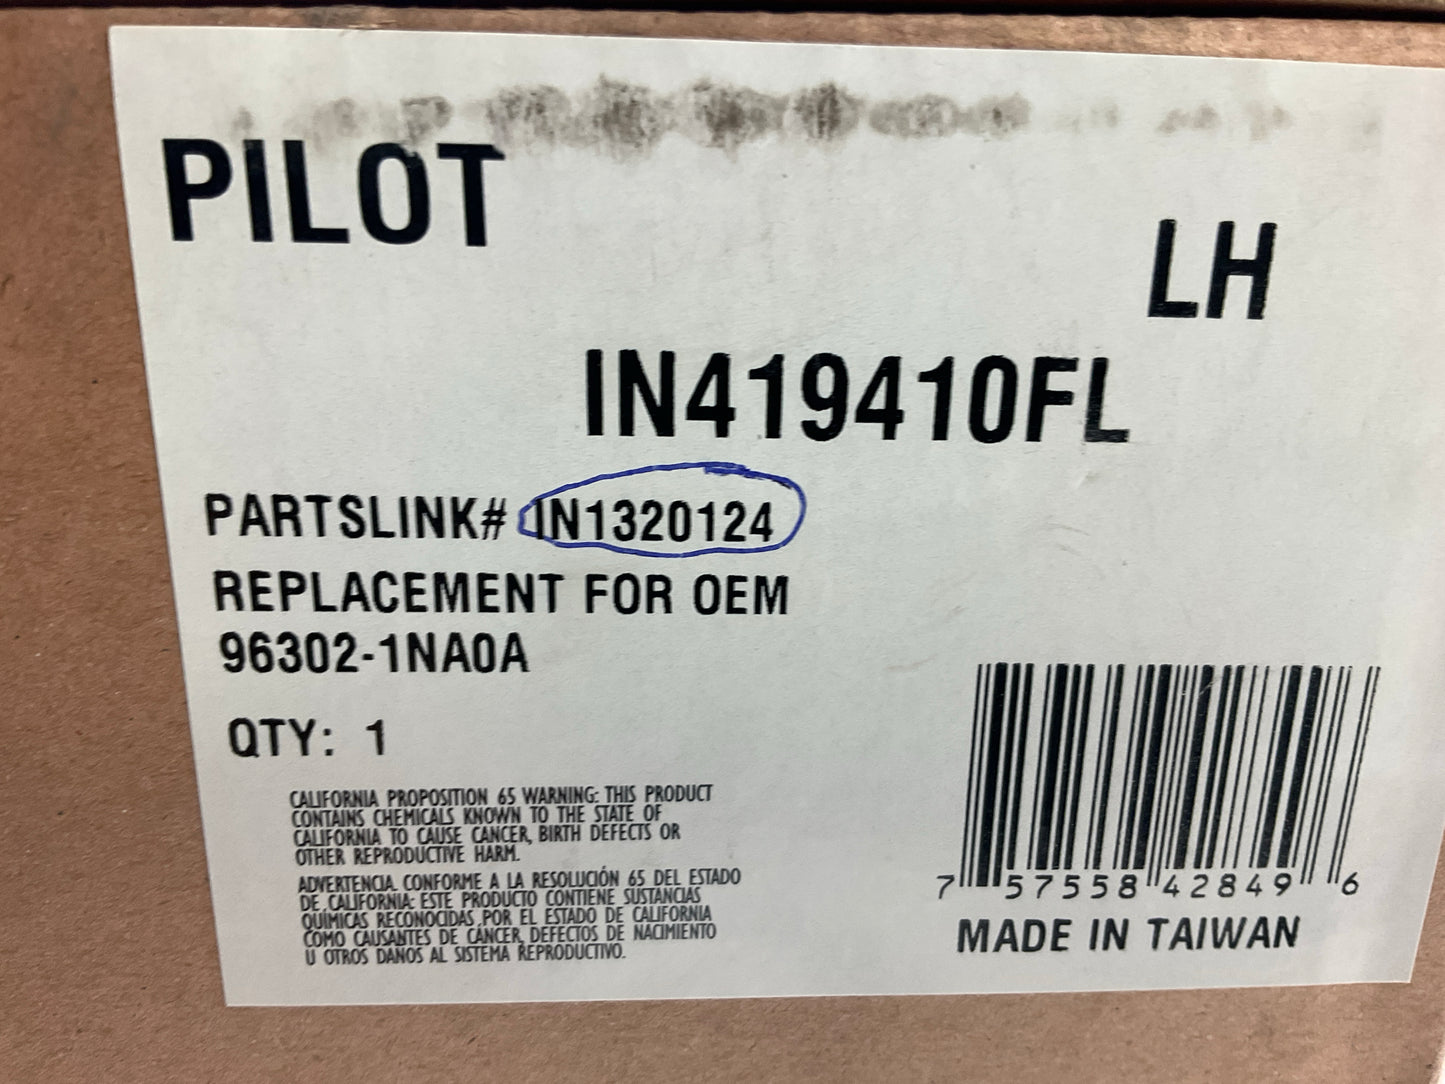 PILOT
LH
IN419410FL
PARTSLINK# IN1320124
REPLACEMENT FOR OEM
96302-1NA0A
QTY: 1
CALIFORNIA PROPOSITION 65 WARNING: THIS PRODUCT
CONTAINS CHEMICALS KNOWN TO THE STATE OF
CALIFORNIA TO CAUSE CANCER, BIRTH DEFECTS OR
OTHER REPRODUCTIVE HARM.
ADVERTENCIA. CONFORME A LA RESOLUCIÓN 65 DEL ESTADO
DE CALIFORNIA: ESTE PRODUCTO CONTIENE SUSTANCIAS
QUÍMICAS RECONOCIDAS POR EL ESTADO DE CALIFORNIA
COMO CAUSANTES DE CÁNCER, DEFECTOS DE NACIMIENTO
U OTROS DANOS AL SISTEMA REPRODUCTIVO.
7 57558 42849 6
MADE IN TAIWAN